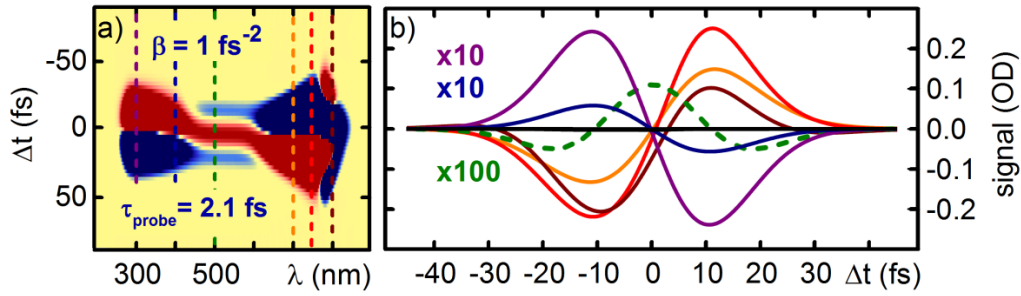 a)
β = 1 fs⁻²
τprobe = 2.1 fs
-50
0
50
Δt (fs)
300 500 λ (nm)
b)
x10
x10
x100
0.2
0.1
0.0
-0.1
-0.2
signal (OD)
-40 -30 -20 -10 0 10 20 30 Δt (fs)